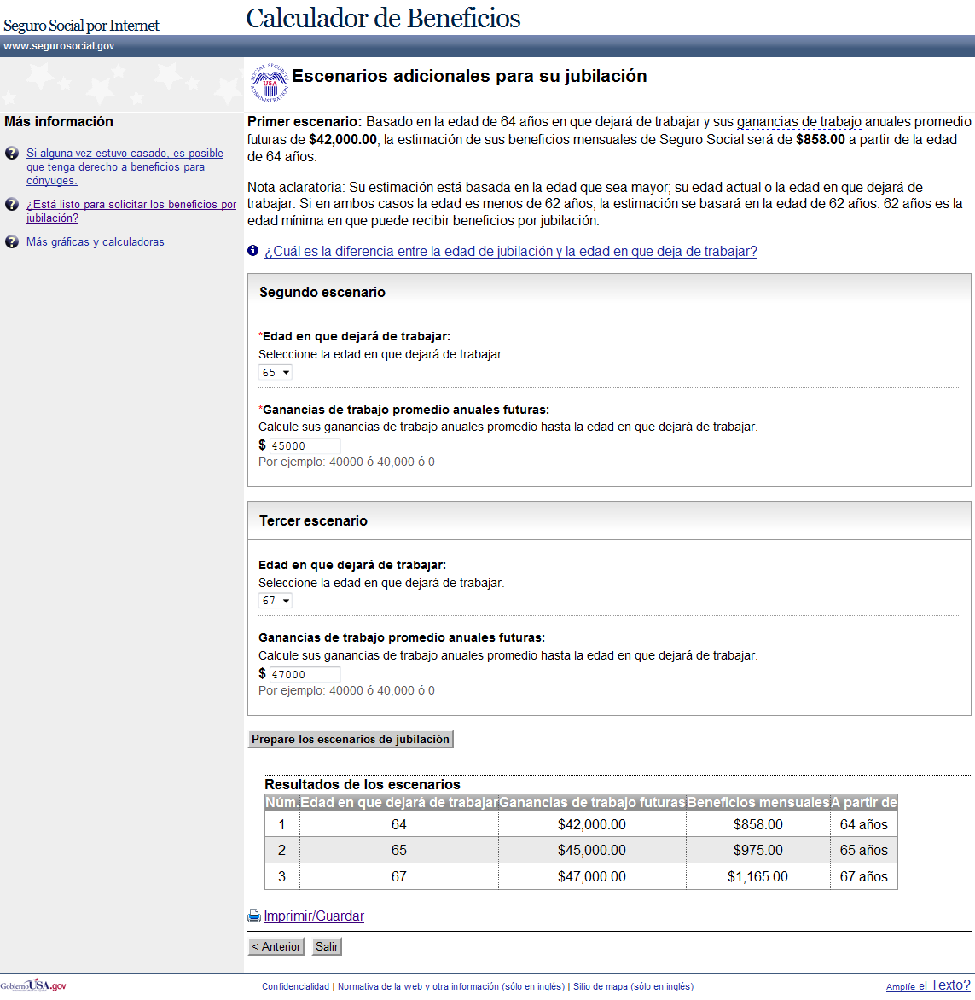 Seguro Social por Internet
Calculador de Beneficios
www.segurosocial.gov
SOCIAL SECURITY ADMINISTRATION
USA
Escenarios adicionales para su jubilación
Más información
Si alguna vez estuvo casado, es posible
que tenga derecho a beneficios para
cónyuges.
¿Está listo para solicitar los beneficios por
jubilación?
Más gráficas y calculadoras
Primer escenario: Basado en la edad de 64 años en que dejará de trabajar y sus ganancias de trabajo anuales promedio
futuras de $42,000.00, la estimación de sus beneficios mensuales de Seguro Social será de $858.00 a partir de la edad
de 64 años.
Nota aclaratoria: Su estimación está basada en la edad que sea mayor; su edad actual o la edad en que dejará de
trabajar. Si en ambos casos la edad es menos de 62 años, la estimación se basará en la edad de 62 años. 62 años es la
edad mínima en que puede recibir beneficios por jubilación.
¿Cuál es la diferencia entre la edad de jubilación y la edad en que deja de trabajar?
Segundo escenario
*Edad en que dejará de trabajar:
Seleccione la edad en que dejará de trabajar.
65
*Ganancias de trabajo promedio anuales futuras:
Calcule sus ganancias de trabajo anuales promedio hasta la edad en que dejará de trabajar.
$ 45000
Por ejemplo: 40000 ó 40,000 ó 0
Tercer escenario
Edad en que dejará de trabajar:
Seleccione la edad en que dejará de trabajar.
67
Ganancias de trabajo promedio anuales futuras:
Calcule sus ganancias de trabajo anuales promedio hasta la edad en que dejará de trabajar.
$ 47000
Por ejemplo: 40000 ó 40,000 ó 0
Prepare los escenarios de jubilación
Resultados de los escenarios
Núm. Edad en que dejará de trabajar Ganancias de trabajo futuras Beneficios mensuales A partir de
1 64 $42,000.00 $858.00 64 años
2 65 $45,000.00 $975.00 65 años
3 67 $47,000.00 $1,165.00 67 años
Imprimir/Guardar
< Anterior Salir
GobiernoUSA.gov
Confidencialidad | Normativa de la web y otra información (sólo en inglés) | Sitio de mapa (sólo en inglés)
Amplíe el Texto?